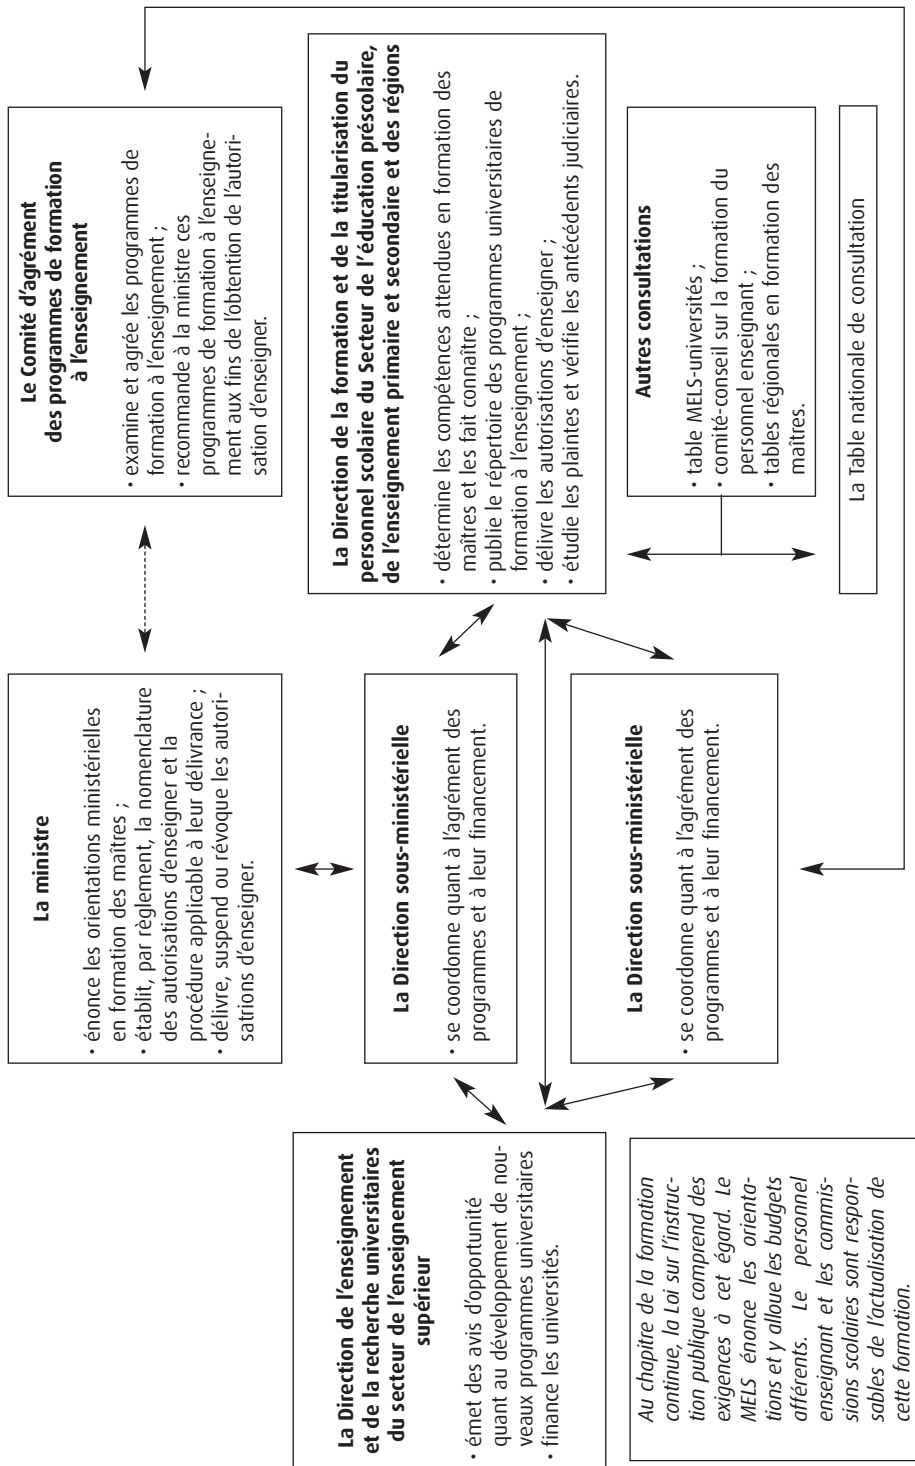 La ministre
· énonce les orientations ministérielles
en formation des maîtres ;
· établit, par règlement, la nomenclature
des autorisations d'enseigner et la
procédure applicable à leur délivrance ;
· délivre, suspend ou révoque les autori-
satrions d'enseigner.
Le Comité d'agrément
des programmes de formation
à l'enseignement
· examine et agrée les programmes de
formation à l'enseignement ;
· recommande à la ministre ces
programmes de formation à l'enseigne-
ment aux fins de l'obtention de l'autori-
sation d'enseigner.
La Direction de l'enseignement
et de la recherche universitaires
du secteur de l'enseignement
supérieur
· émet des avis d'opportunité
quant au développement de nou-
veaux programmes universitaires
· finance les universités.
La Direction sous-ministérielle
· se coordonne quant à l'agrément des
programmes et à leur financement.
La Direction de la formation et de la titularisation du
personnel scolaire du Secteur de l'éducation préscolaire,
de l'enseignement primaire et secondaire et des régions
· détermine les compétences attendues en formation des
maîtres et les fait connaître ;
· publie le répertoire des programmes universitaires de
formation à l'enseignement ;
· délivre les autorisations d'enseigner ;
· étudie les plaintes et vérifie les antécédents judiciaires.
La Direction sous-ministérielle
· se coordonne quant à l'agrément des
programmes et à leur financement.
Autres consultations
· table MELS-universités ;
· comité-conseil sur la formation du
personnel enseignant ;
· tables régionales en formation des
maîtres.
La Table nationale de consultation
Au chapitre de la formation
continue, la Loi sur l'instruc-
tion publique comprend des
exigences à cet égard. Le
MELS énonce les orienta-
tions et y alloue les budgets
afférents. Le personnel
enseignant et les commis-
sions scolaires sont respon-
sables de l'actualisation de
cette formation.